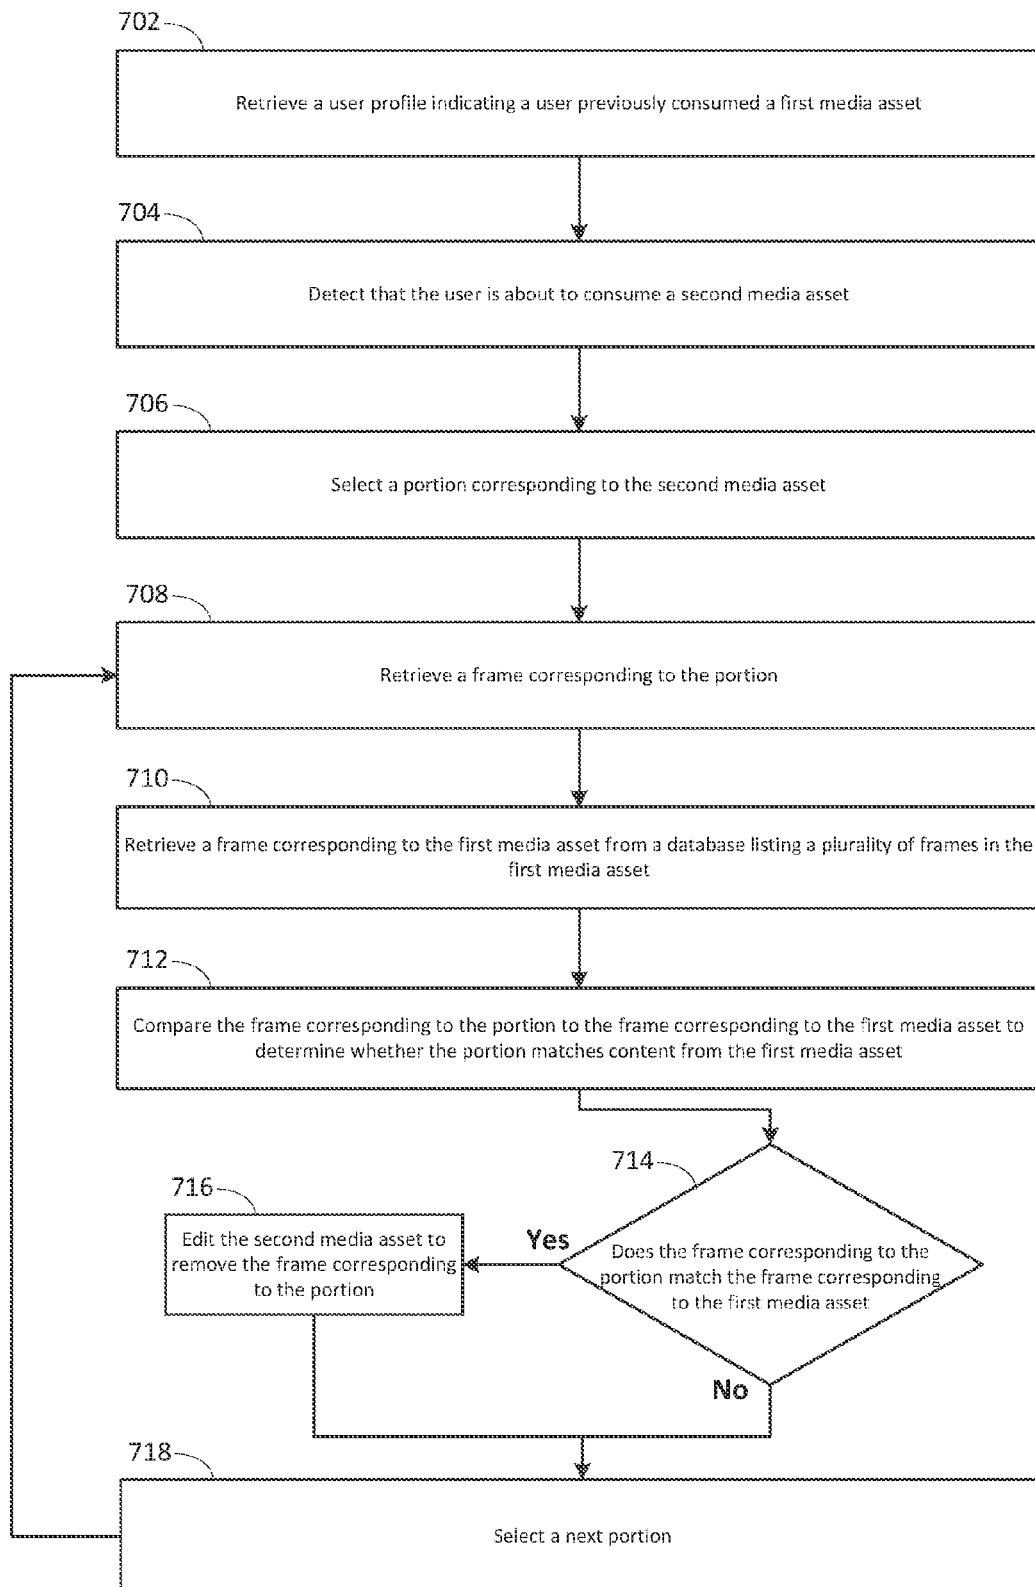 702
Retrieve a user profile indicating a user previously consumed a first media asset
704
Detect that the user is about to consume a second media asset
706
Select a portion corresponding to the second media asset
708
Retrieve a frame corresponding to the portion
710
Retrieve a frame corresponding to the first media asset from a database listing a plurality of frames in the
first media asset
712
Compare the frame corresponding to the portion to the frame corresponding to the first media asset to
determine whether the portion matches content from the first media asset
714
Does the frame corresponding to the
portion match the frame corresponding
to the first media asset
Yes
716
Edit the second media asset to
remove the frame corresponding
to the portion
No
718
Select a next portion